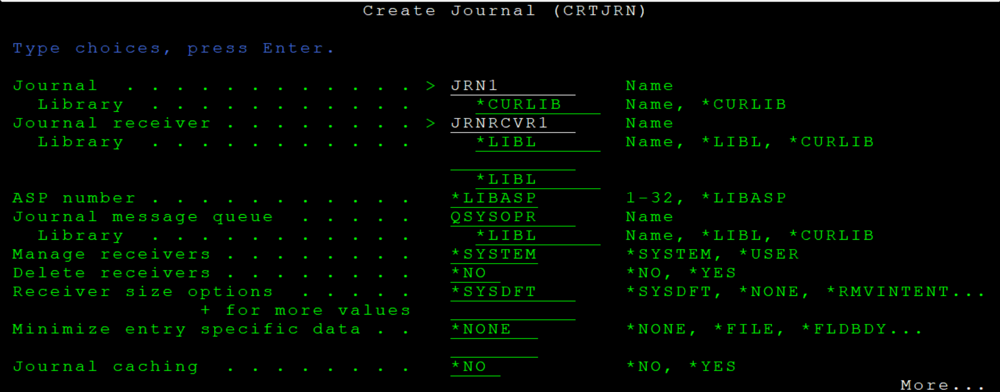 Create Journal (CRTJRN)
Type choices, press Enter.
Journal . . . . . . . . . . . . > JRN1 Name
Library . . . . . . . . . . . *CURLIB Name, *CURLIB
Journal receiver . . . . . . . . > JRNRCVR1 Name
Library . . . . . . . . . . . *LIBL Name, *LIBL, *CURLIB
*LIBL
ASP number . . . . . . . . . . . *LIBASP 1-32, *LIBASP
Journal message queue . . . . . QSYSOPR Name
Library . . . . . . . . . . . *LIBL Name, *LIBL, *CURLIB
Manage receivers . . . . . . . . *SYSTEM *SYSTEM, *USER
Delete receivers . . . . . . . . *NO *NO, *YES
Receiver size options . . . . . *SYSDFT *SYSDFT, *NONE, *RMVINTENT...
+ for more values
Minimize entry specific data . . *NONE *NONE, *FILE, *FLDBDY...
Journal caching . . . . . . . . *NO *NO, *YES
More...